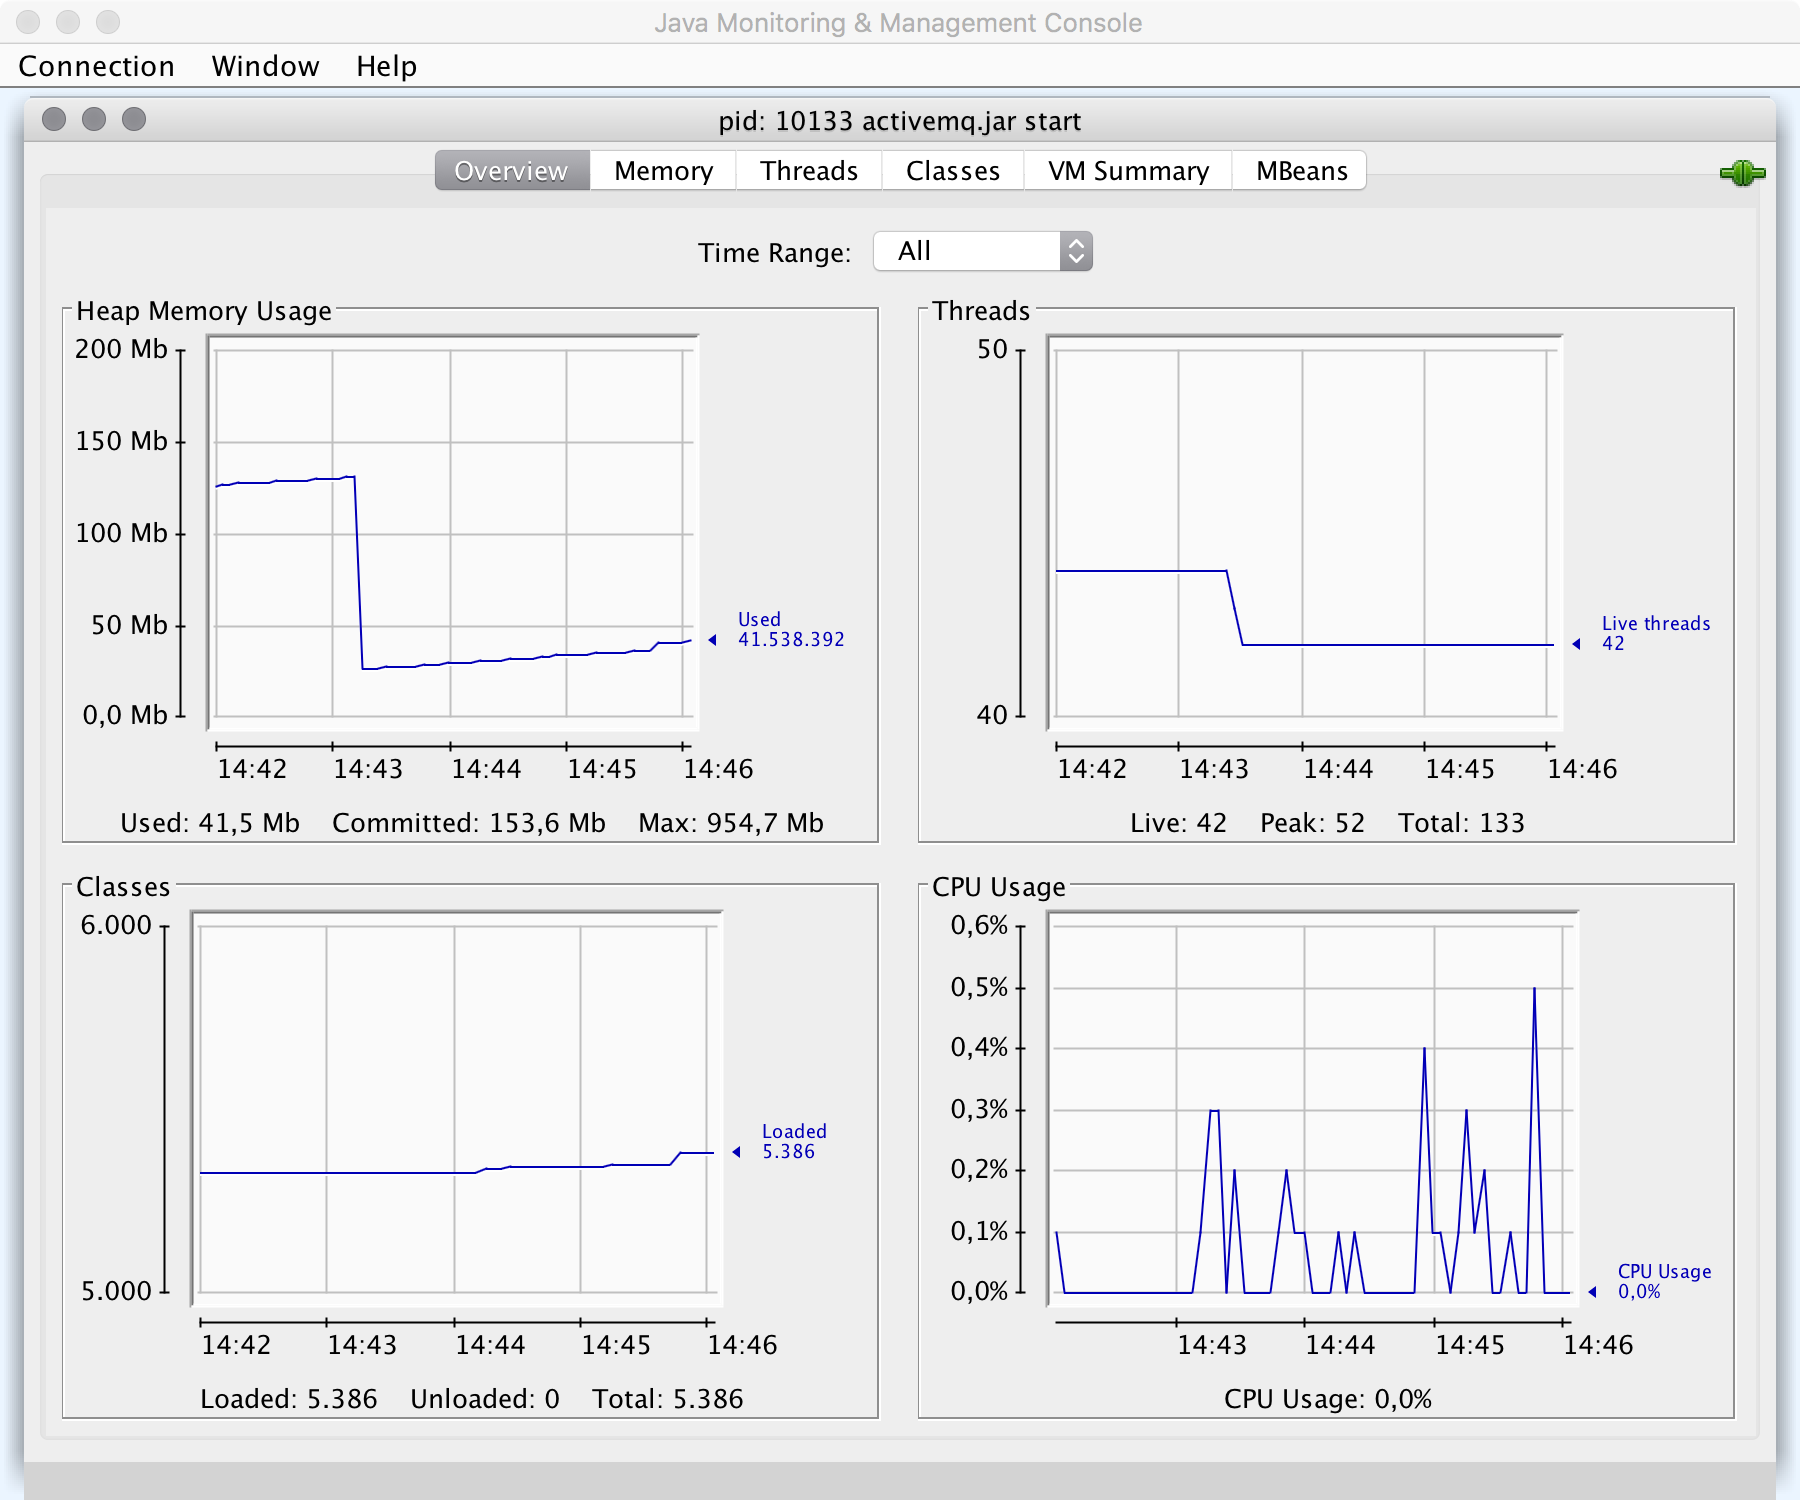 Java Monitoring & Management Console
Connection Window Help
pid: 10133 activemq.jar start
Overview Memory Threads Classes VM Summary MBeans
Time Range: All
Heap Memory Usage
200 Mb
150 Mb
100 Mb
50 Mb
0,0 Mb
Used
41.538.392
14:42 14:43 14:44 14:45 14:46
Used: 41,5 Mb Committed: 153,6 Mb Max: 954,7 Mb
Threads
50
40
Live threads
42
14:42 14:43 14:44 14:45 14:46
Live: 42 Peak: 52 Total: 133
Classes
6.000
5.000
Loaded
5.386
14:42 14:43 14:44 14:45 14:46
Loaded: 5.386 Unloaded: 0 Total: 5.386
CPU Usage
0,6%
0,5%
0,4%
0,3%
0,2%
0,1%
0,0%
CPU Usage
0,0%
14:43 14:44 14:45 14:46
CPU Usage: 0,0%